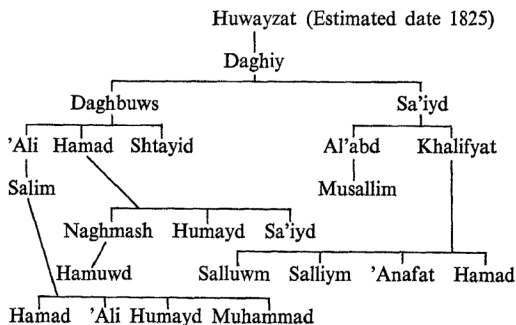 Huwayzat (Estimated date 1825)
Daghiy
Daghbuws Sa'iyd
'Ali Hamad Shtayid Al'abd Khalifyat
Salim Musallim
Naghmash Humayd Sa'iyd
Hamuwd Salluwm Salliym 'Anafat Hamad
Hamad 'Ali Humayd Muhammad